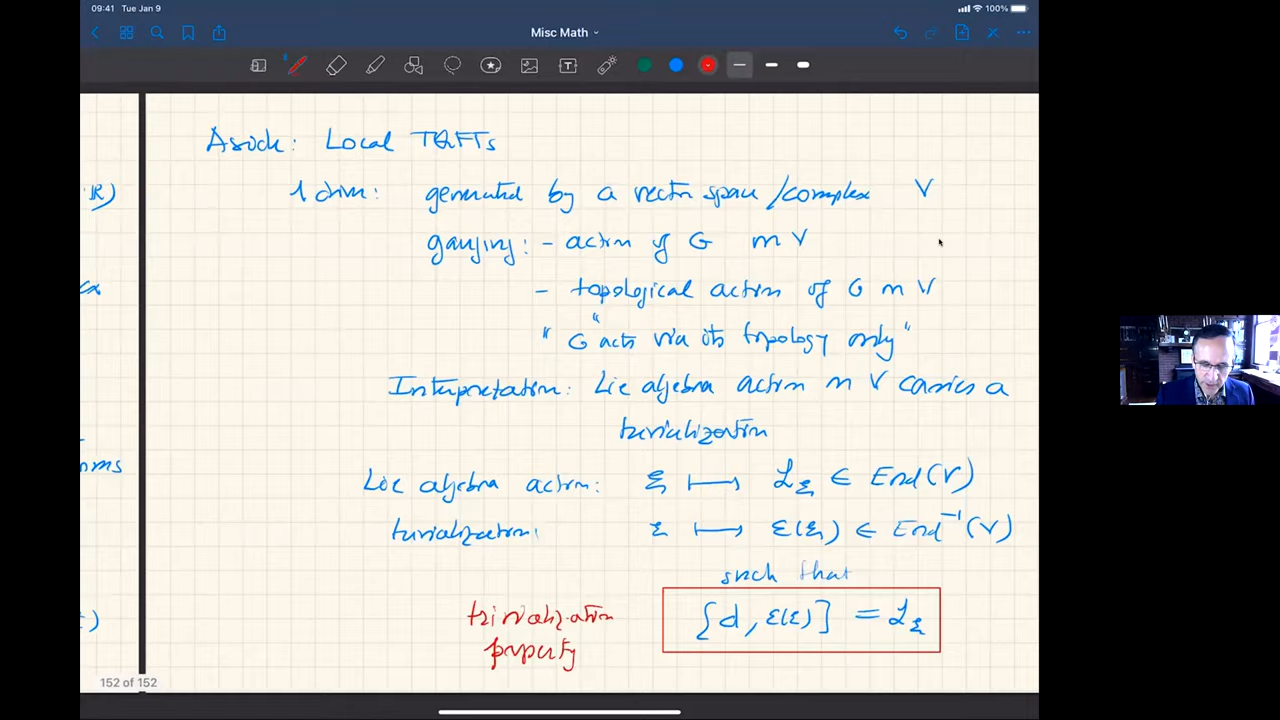 09:41 Tue Jan 9
100%
Misc Math
Aside: Local TQFTs
1 dim: generated by a vector space/complex V
gauging: - action of G on V
- topological action of G on V
"G acts via its topology only"
Interpretation: Lie algebra action on V carries a
trivialization
Lie algebra action: ξ ⟼ ℒ_ξ ∈ End(V)
trivialization: ξ ⟼ ε(ξ) ∈ End⁻¹(V)
such that
trivialization
property
[d, ε(ξ)] = ℒ_ξ
R)
cx
ms
t)
152 of 152